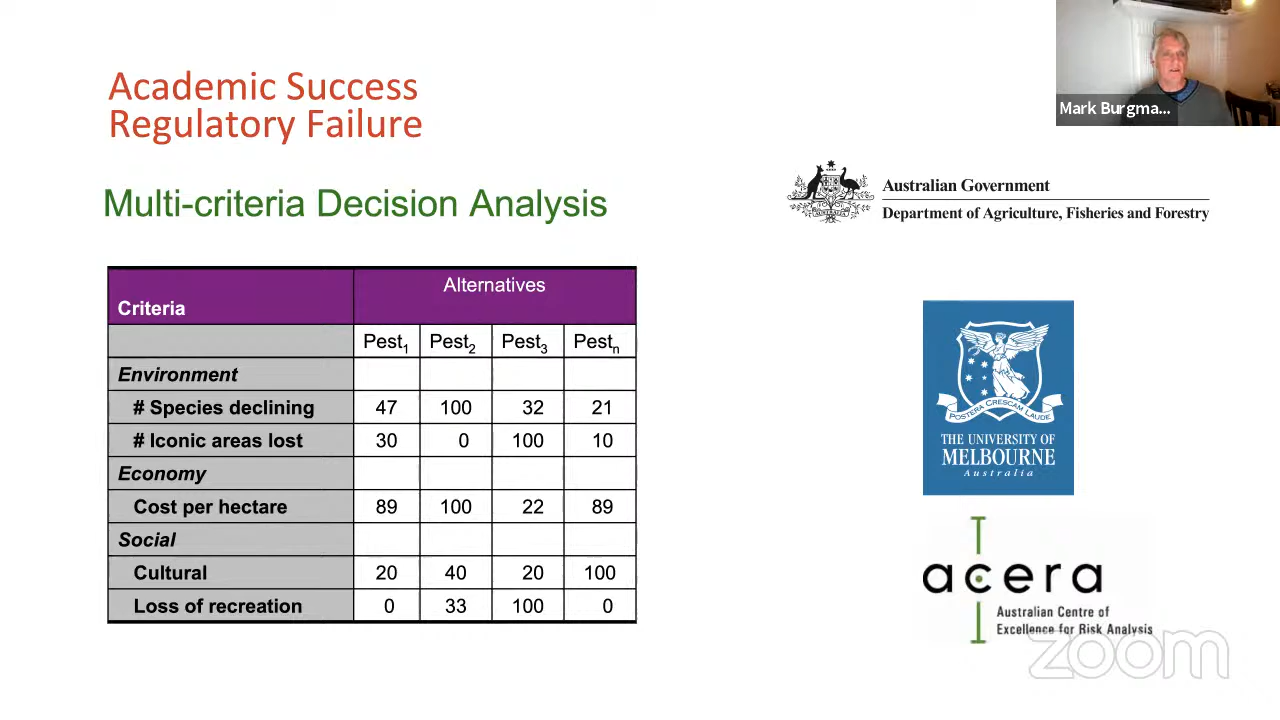 Academic Success
Regulatory Failure
Mark Burgma...
Multi-criteria Decision Analysis
Australian Government
Department of Agriculture, Fisheries and Forestry
Criteria Alternatives
Pest1 Pest2 Pest3 Pestn
Environment
# Species declining 47 100 32 21
# Iconic areas lost 30 0 100 10
Economy
Cost per hectare 89 100 22 89
Social
Cultural 20 40 20 100
Loss of recreation 0 33 100 0
POSTERA CRESCAM LAUDE
THE UNIVERSITY OF
MELBOURNE
Australia
acera
Australian Centre of
Excellence for Risk Analysis
zoom